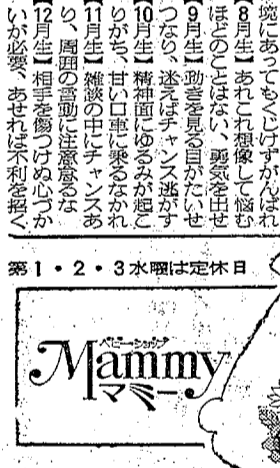 境にあってもくじけずがんばれ
【8月生】あれこれ想像して悩む
ほどのことはない、勇気を出せ
【9月生】動きを見る目がたいせ
つなり、迷えばチャンス逃がす
【10月生】精神面にゆるみが起こ
りがち、甘い口車に乗るなかれ
【11月生】雑談の中にチャンスあ
り、周囲の言動に注意怠るな
【12月生】相手を傷つけぬ心づか
いが必要、あせれば不利を招く
第1・2・3水曜は定休日
ベビーショップ
Mammy
マミー